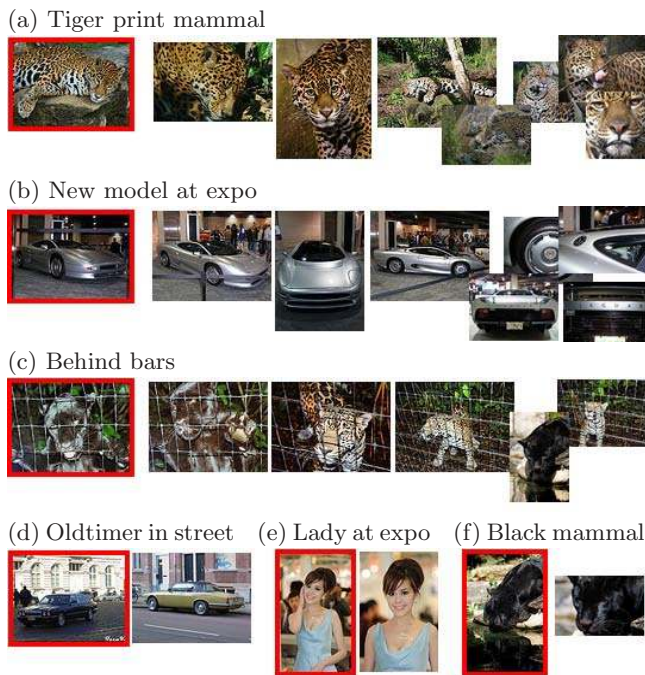 (a) Tiger print mammal
(b) New model at expo
(c) Behind bars
(d) Oldtimer in street
(e) Lady at expo
(f) Black mammal